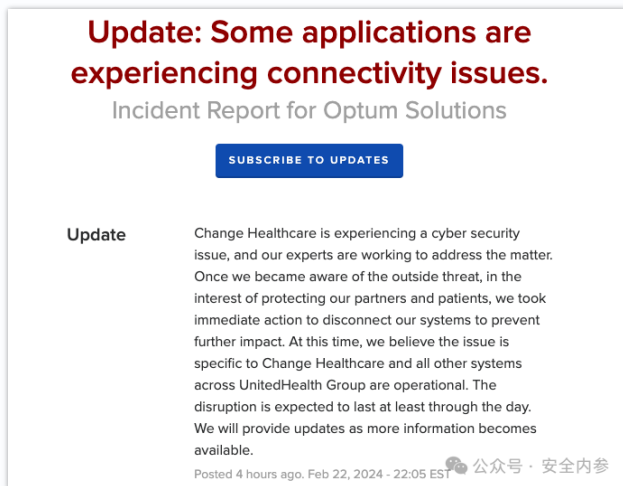 Update: Some applications are
experiencing connectivity issues.
Incident Report for Optum Solutions
SUBSCRIBE TO UPDATES
Update
Change Healthcare is experiencing a cyber security
issue, and our experts are working to address the matter.
Once we became aware of the outside threat, in the
interest of protecting our partners and patients, we took
immediate action to disconnect our systems to prevent
further impact. At this time, we believe the issue is
specific to Change Healthcare and all other systems
across UnitedHealth Group are operational. The
disruption is expected to last at least through the day.
We will provide updates as more information becomes
available.
Posted 4 hours ago. Feb 22, 2024 - 22:05 EST
公众号 · 安全内参